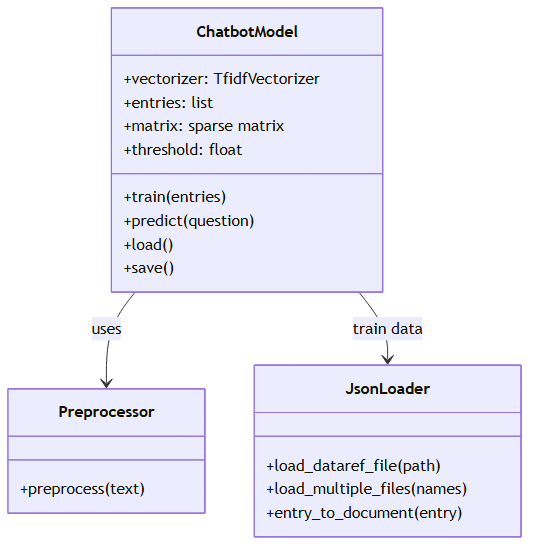 ChatbotModel
+vectorizer: TfidfVectorizer
+entries: list
+matrix: sparse matrix
+threshold: float
+train(entries)
+predict(question)
+load()
+save()
uses
train data
Preprocessor
+preprocess(text)
JsonLoader
+load_dataref_file(path)
+load_multiple_files(names)
+entry_to_document(entry)